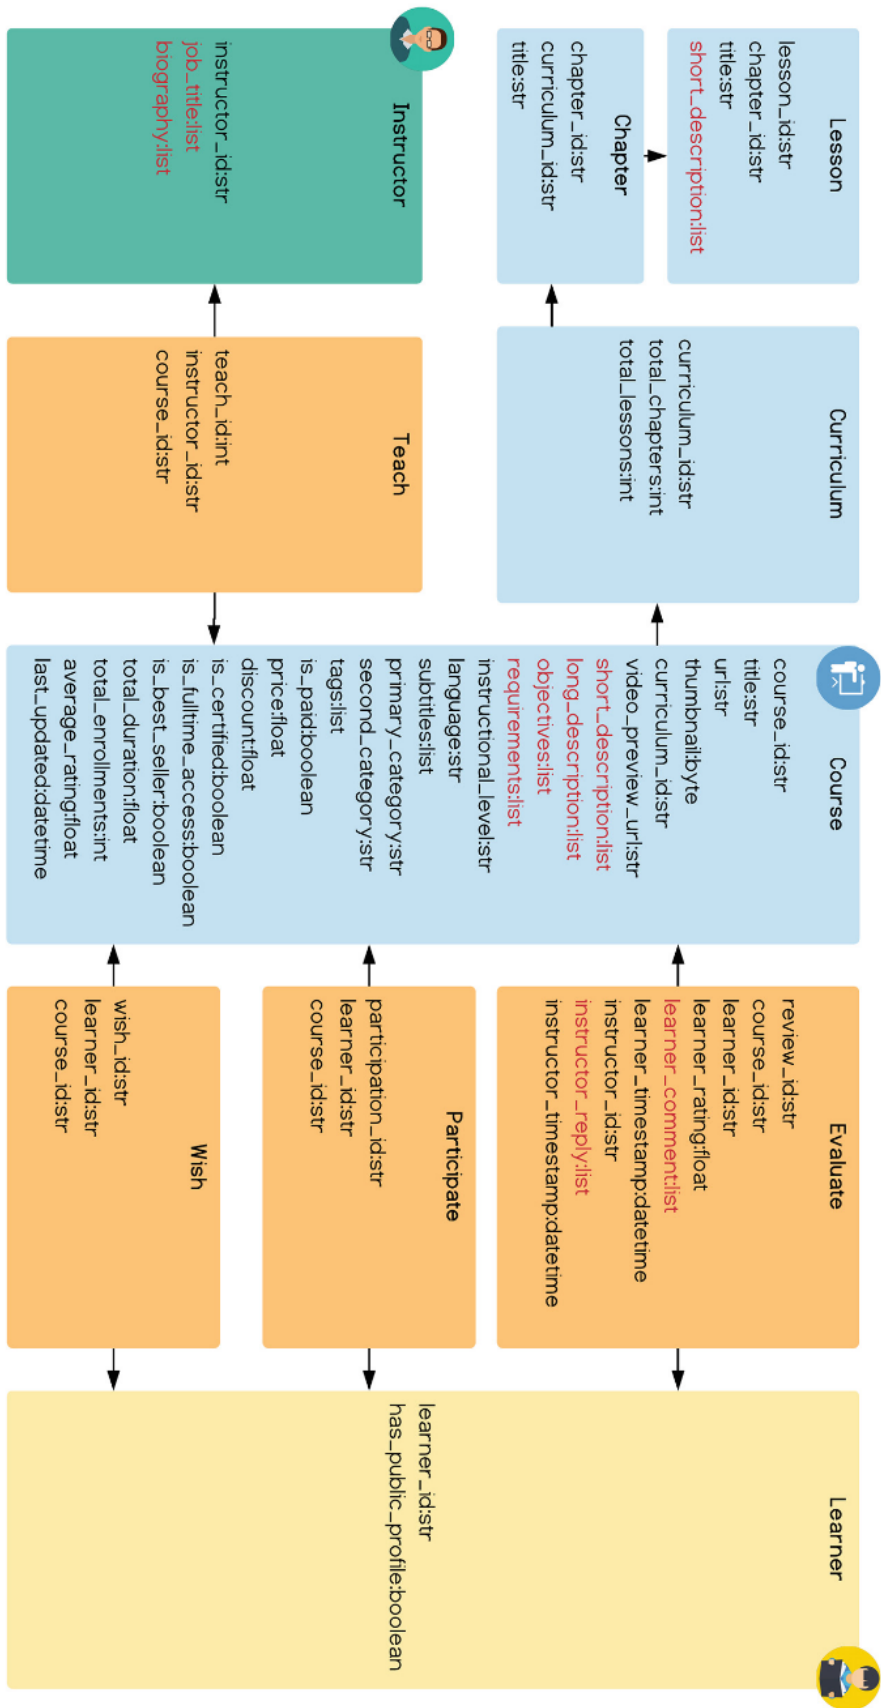 Lesson
lesson_id:str
chapter_id:str
title:str
short_description:list
Chapter
chapter_id:str
curriculum_id:str
title:str
Instructor
instructor_id:str
job_title:list
biography:list
Curriculum
curriculum_id:str
total_chapters:int
total_lessons:int
Teach
teach_id:int
instructor_id:str
course_id:str
Course
course_id:str
title:str
url:str
thumbnail:byte
curriculum_id:str
video_preview_url:str
short_description:list
long_description:list
objectives:list
requirements:list
instructional_level:str
language:str
subtitles:list
primary_category:str
second_category:str
tags:list
is_paid:boolean
price:float
discount:float
is_certified:boolean
is_fulltime_access:boolean
is_best_seller:boolean
total_duration:float
total_enrollments:int
average_rating:float
last_updated:datetime
Evaluate
review_id:str
course_id:str
learner_id:str
learner_rating:float
learner_comment:list
learner_timestamp:datetime
instructor_id:str
instructor_reply:list
instructor_timestamp:datetime
Participate
participation_id:str
learner_id:str
course_id:str
Wish
wish_id:str
learner_id:str
course_id:str
Learner
learner_id:str
has_public_profile:boolean